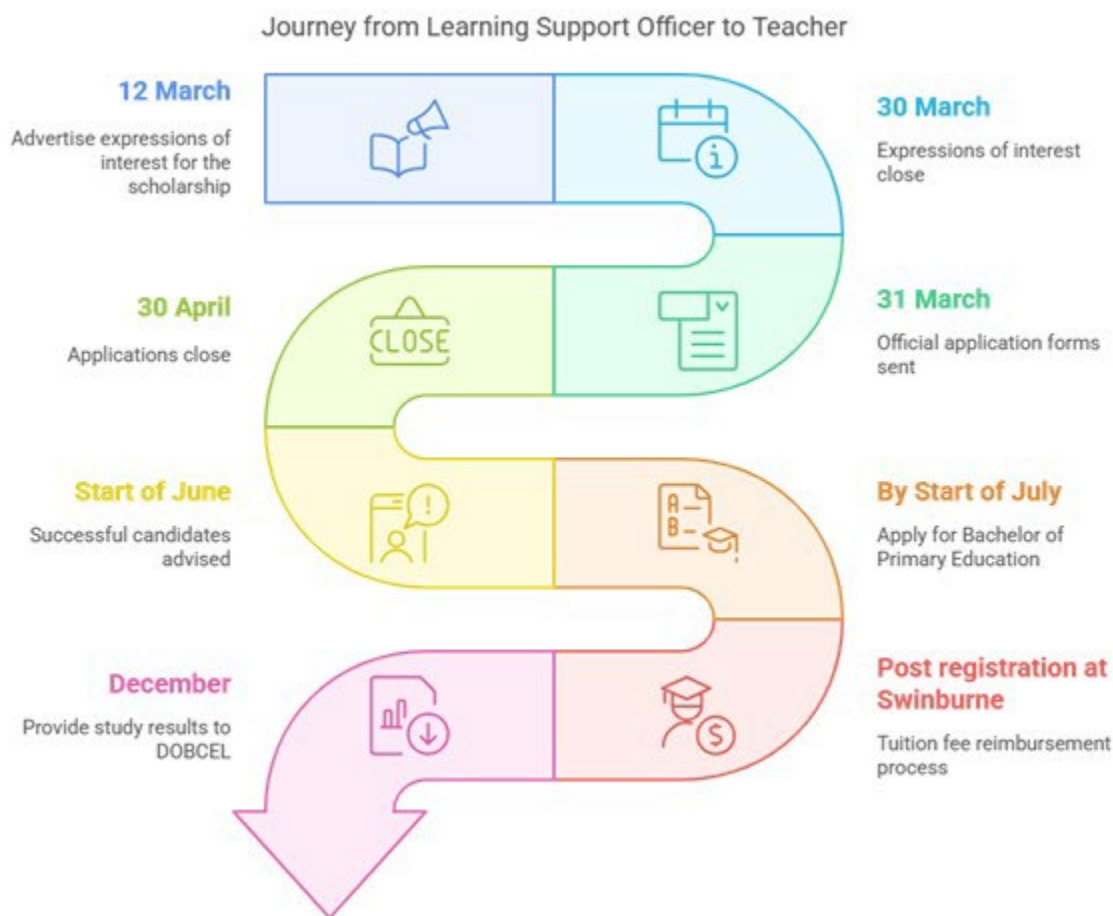 Journey from Learning Support Officer to Teacher
12 March
Advertise expressions of
interest for the
scholarship
30 March
Expressions of interest
close
31 March
Official application forms
sent
30 April
Applications close
CLOSE
Start of June
Successful candidates
advised
By Start of July
Apply for Bachelor of
Primary Education
A
B
Post registration at
Swinburne
Tuition fee reimbursement
process
$
December
Provide study results to
DOBCEL